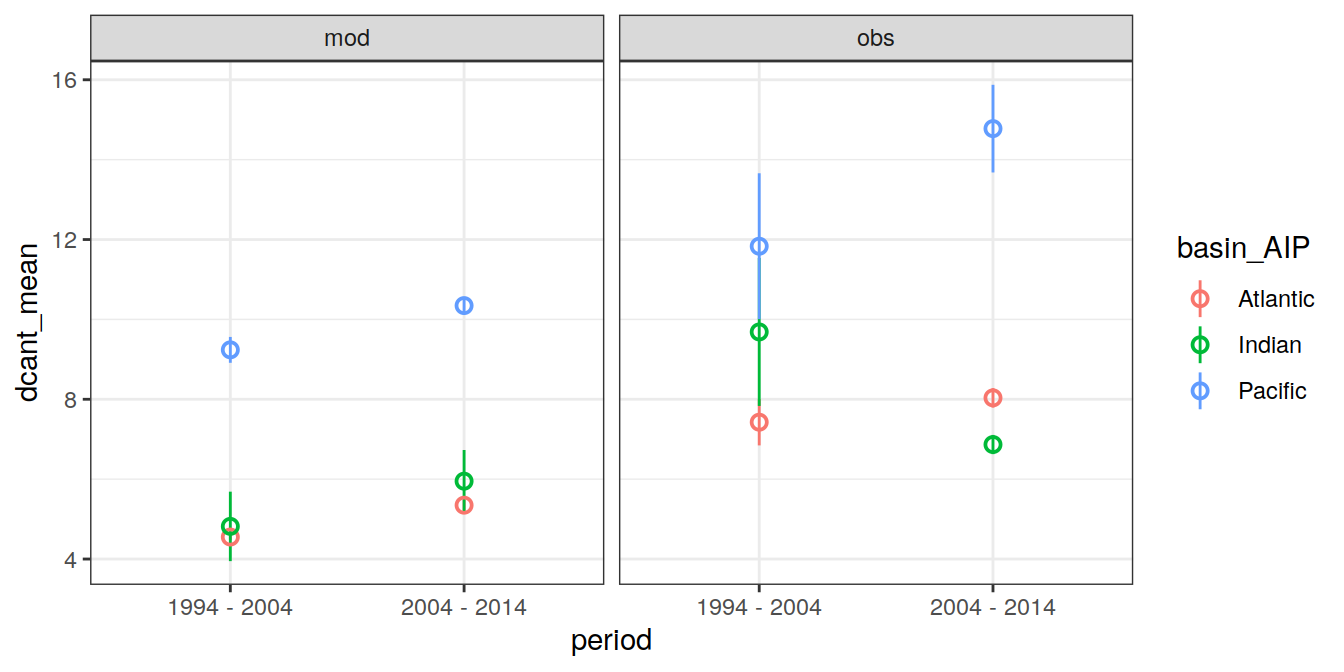 mod
obs
16
12
8
4
dcant_mean
1994 - 2004
2004 - 2014
1994 - 2004
2004 - 2014
period
basin_AIP
Atlantic
Indian
Pacific